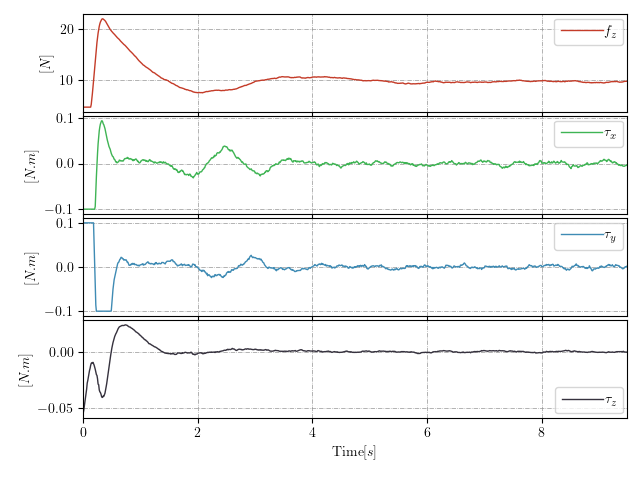 20
10
[N]
f_z
0.1
0.0
−0.1
[N.m]
τ_x
0.1
0.0
−0.1
[N.m]
τ_y
0.00
−0.05
[N.m]
τ_z
0 2 4 6 8
Time[s]